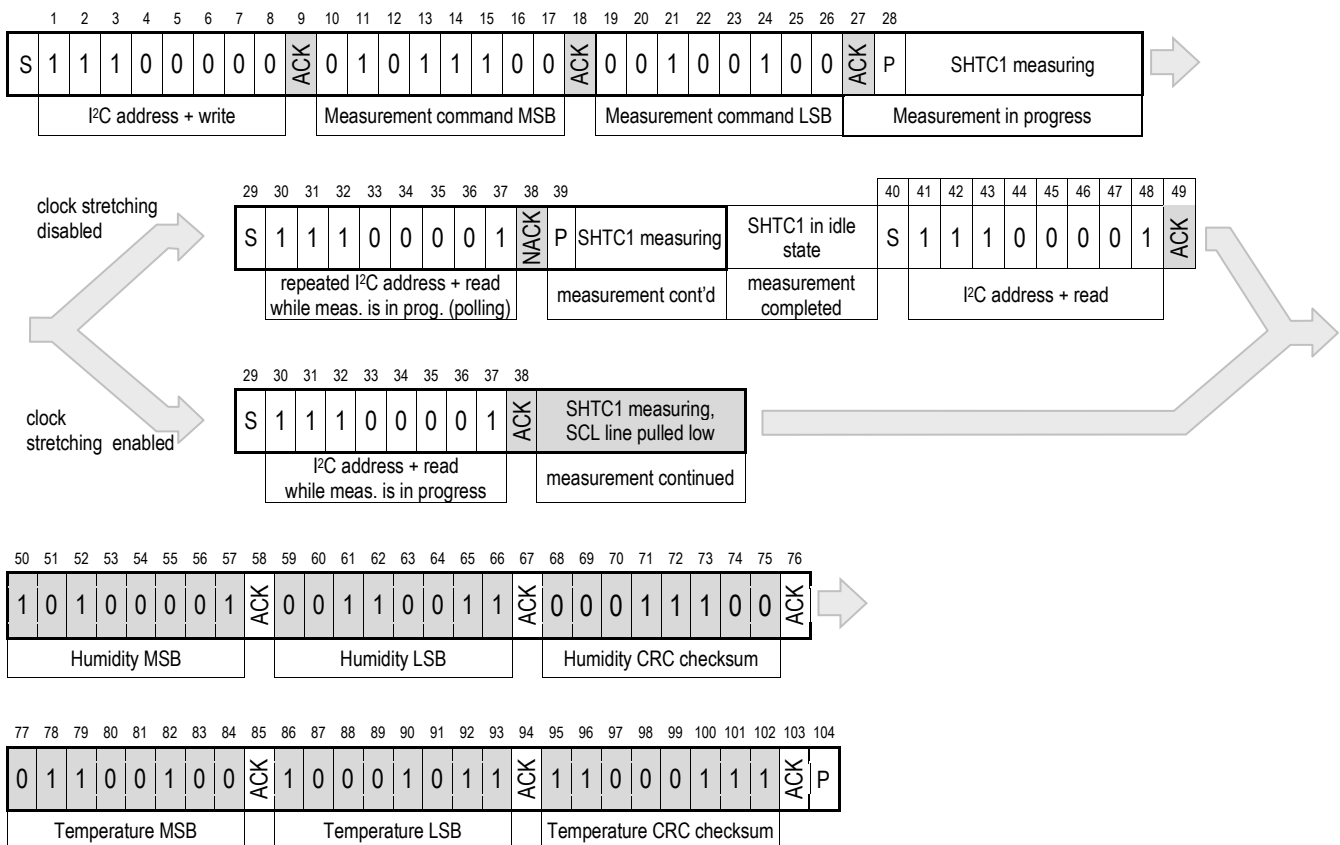 1 2 3 4 5 6 7 8 9 10 11 12 13 14 15 16 17 18 19 20 21 22 23 24 25 26 27 28
S 1 1 1 0 0 0 0 0 ACK 0 1 0 1 1 1 0 0 ACK 0 0 1 0 0 1 0 0 ACK P SHTC1 measuring
I²C address + write Measurement command MSB Measurement command LSB Measurement in progress
clock stretching
disabled
29 30 31 32 33 34 35 36 37 38 39 40 41 42 43 44 45 46 47 48 49
S 1 1 1 0 0 0 0 1 NACK P SHTC1 measuring SHTC1 in idle
state S 1 1 1 0 0 0 0 1 ACK
repeated I²C address + read
while meas. is in prog. (polling)
measurement cont'd
measurement
completed
I²C address + read
clock
stretching enabled
29 30 31 32 33 34 35 36 37 38
S 1 1 1 0 0 0 0 1 ACK SHTC1 measuring,
SCL line pulled low
I²C address + read
while meas. is in progress
measurement continued
50 51 52 53 54 55 56 57 58 59 60 61 62 63 64 65 66 67 68 69 70 71 72 73 74 75 76
1 0 1 0 0 0 0 1 ACK 0 0 1 1 0 0 1 1 ACK 0 0 0 1 1 1 0 0 ACK
Humidity MSB Humidity LSB Humidity CRC checksum
77 78 79 80 81 82 83 84 85 86 87 88 89 90 91 92 93 94 95 96 97 98 99 100 101 102 103 104
0 1 1 0 0 1 0 0 ACK 1 0 0 0 1 0 1 1 ACK 1 1 0 0 0 1 1 1 ACK P
Temperature MSB Temperature LSB Temperature CRC checksum